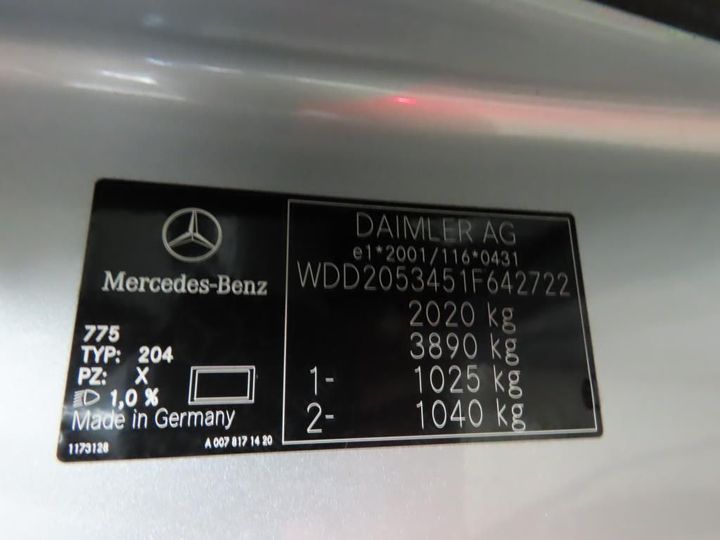 Mercedes-Benz
775
TYP: 204
PZ: X
1,0 %
Made in Germany
1173128
A 007 817 14 20
DAIMLER AG
e1*2001/116*0431
WDD2053451F642722
2020 kg
3890 kg
1- 1025 kg
2- 1040 kg